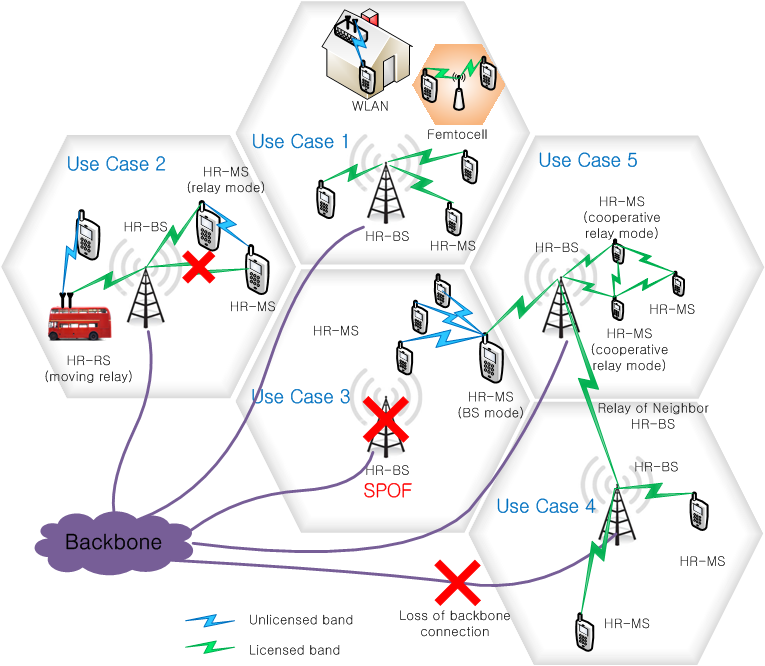 WLAN
Femtocell
Use Case 1
HR-BS
HR-MS
Use Case 2
HR-MS
(relay mode)
HR-BS
HR-MS
HR-RS
(moving relay)
Use Case 5
HR-MS
(cooperative
relay mode)
HR-BS
HR-MS
HR-MS
(cooperative
relay mode)
HR-MS
Use Case 3
HR-MS
(BS mode)
HR-BS
SPOF
Relay of Neighbor
HR-BS
HR-BS
Use Case 4
HR-MS
HR-MS
Backbone
Loss of backbone
connection
Unlicensed band
Licensed band